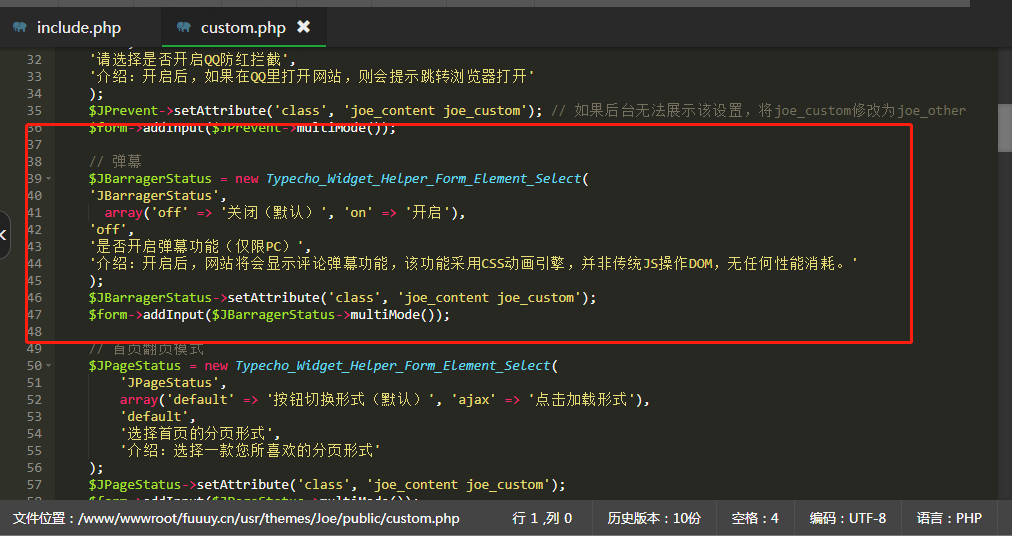 include.php custom.php
32 '请选择是否开启QQ防红拦截',
33 '介绍：开启后，如果在QQ里打开网站，则会提示跳转浏览器打开'
34 );
35 $JPrevent->setAttribute('class', 'joe_content joe_custom'); // 如果后台无法展示该设置，将joe_custom修改为joe_other
36 $form->addInput($JPrevent->multiMode());
37
38 // 弹幕
39 $JBarragerStatus = new Typecho_Widget_Helper_Form_Element_Select(
40 'JBarragerStatus',
41 array('off' => '关闭（默认）', 'on' => '开启'),
42 'off',
43 '是否开启弹幕功能（仅限PC）',
44 '介绍：开启后，网站将会显示评论弹幕功能，该功能采用CSS动画引擎，并非传统JS操作DOM，无任何性能消耗。'
45 );
46 $JBarragerStatus->setAttribute('class', 'joe_content joe_custom');
47 $form->addInput($JBarragerStatus->multiMode());
48
49 // 首页翻页模式
50 $JPageStatus = new Typecho_Widget_Helper_Form_Element_Select(
51 'JPageStatus',
52 array('default' => '按钮切换形式（默认）', 'ajax' => '点击加载形式'),
53 'default',
54 '选择首页的分页形式',
55 '介绍：选择一款您所喜欢的分页形式'
56 );
57 $JPageStatus->setAttribute('class', 'joe_content joe_custom');
58 $form->addInput($JPageStatus->multiMode());
文件位置：/www/wwwroot/fuuuy.cn/usr/themes/Joe/public/custom.php 行 1 ,列 0 历史版本：10份 空格：4 编码：UTF-8 语言：PHP